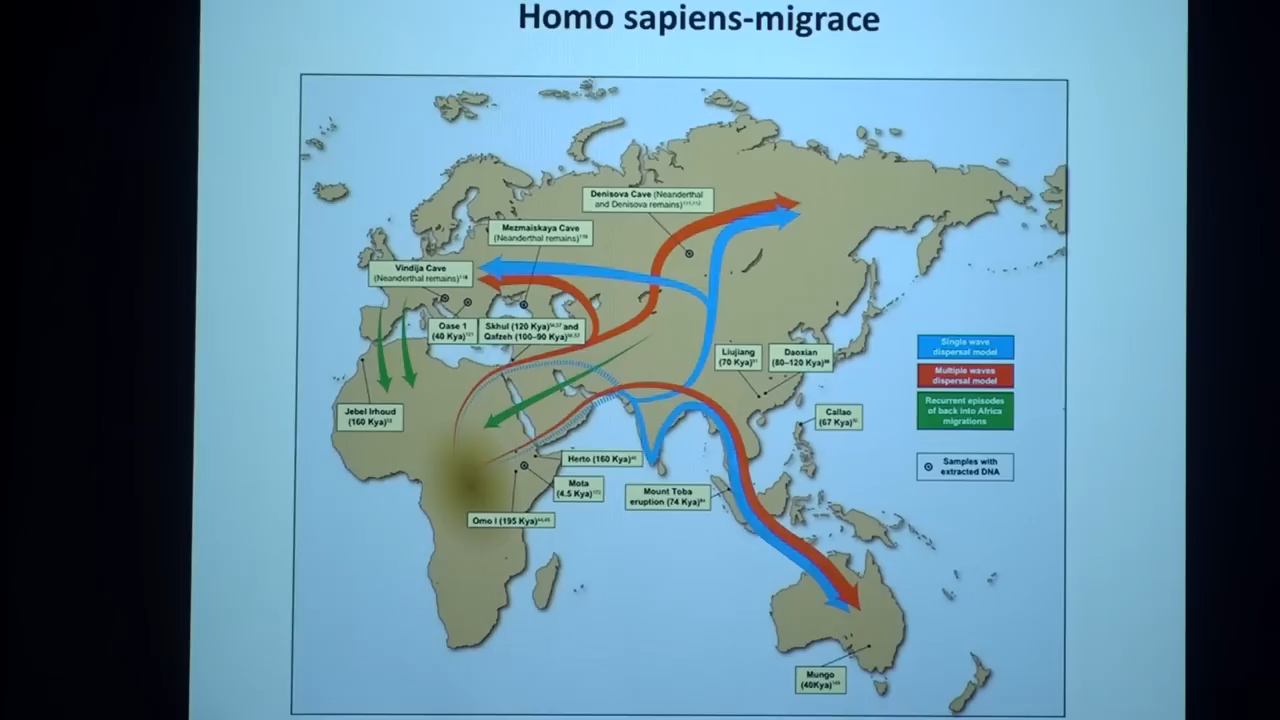 Homo sapiens-migrace
Denisova Cave (Neanderthal
and Denisova remains)
Mezmaiskaya Cave
(Neanderthal remains)
Vindija Cave
(Neanderthal remains)
Oase 1
(40 Kya)
Skhul (120 Kya) and
Qafzeh (100–90 Kya)
Liujiang
(70 Kya)
Daoxian
(80–120 Kya)
Single wave
dispersal model
Multiple waves
dispersal model
Recurrent episodes
of back into Africa
migrations
Jebel Irhoud
(160 Kya)
Callao
(67 Kya)
Herto (160 Kya)
Samples with
extracted DNA
Mota
(4.5 Kya)
Mount Toba
eruption (74 Kya)
Omo I (195 Kya)
Mungo
(40Kya)